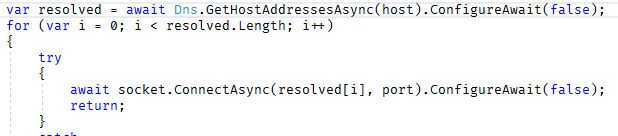 var resolved = await Dns.GetHostAddressesAsync(host).ConfigureAwait(false);
for (var i = 0; i < resolved.Length; i++)
{
try
{
await socket.ConnectAsync(resolved[i], port).ConfigureAwait(false);
return;
}